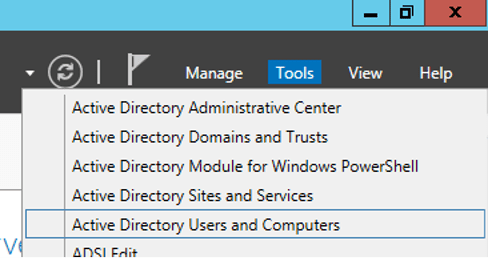 Manage Tools View Help
Active Directory Administrative Center
Active Directory Domains and Trusts
Active Directory Module for Windows PowerShell
Active Directory Sites and Services
Active Directory Users and Computers
ADSI Edit